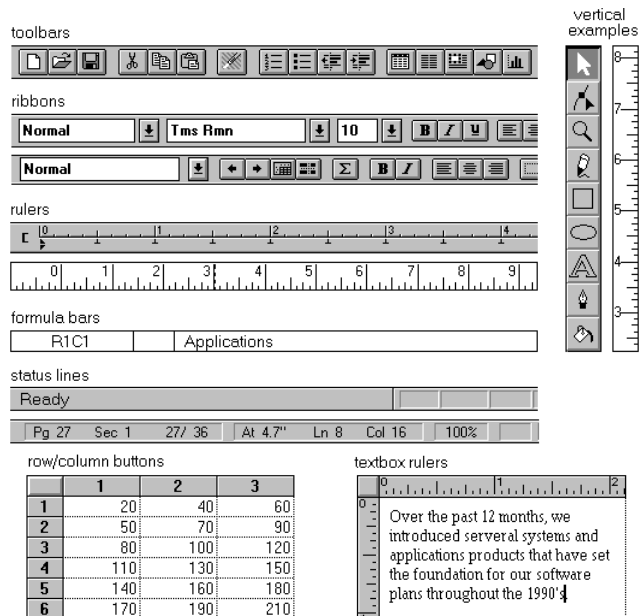 vertical
examples
toolbars
ribbons
Normal Tms Rmn 10 B I U
Normal Σ B I
rulers
0 1 2 3 4
0 1 2 3 4 5 6 7 8 9
8
7
6
5
4
3
A
formula bars
R1C1 Applications
status lines
Ready
Pg 27 Sec 1 27/ 36 At 4.7" Ln 8 Col 16 100%
row/column buttons
1 2 3
1 20 40 60
2 50 70 90
3 80 100 120
4 110 130 150
5 140 160 180
6 170 190 210
textbox rulers
0 1 2
0
Over the past 12 months, we
introduced serveral systems and
applications products that have set
the foundation for our software
plans throughout the 1990's